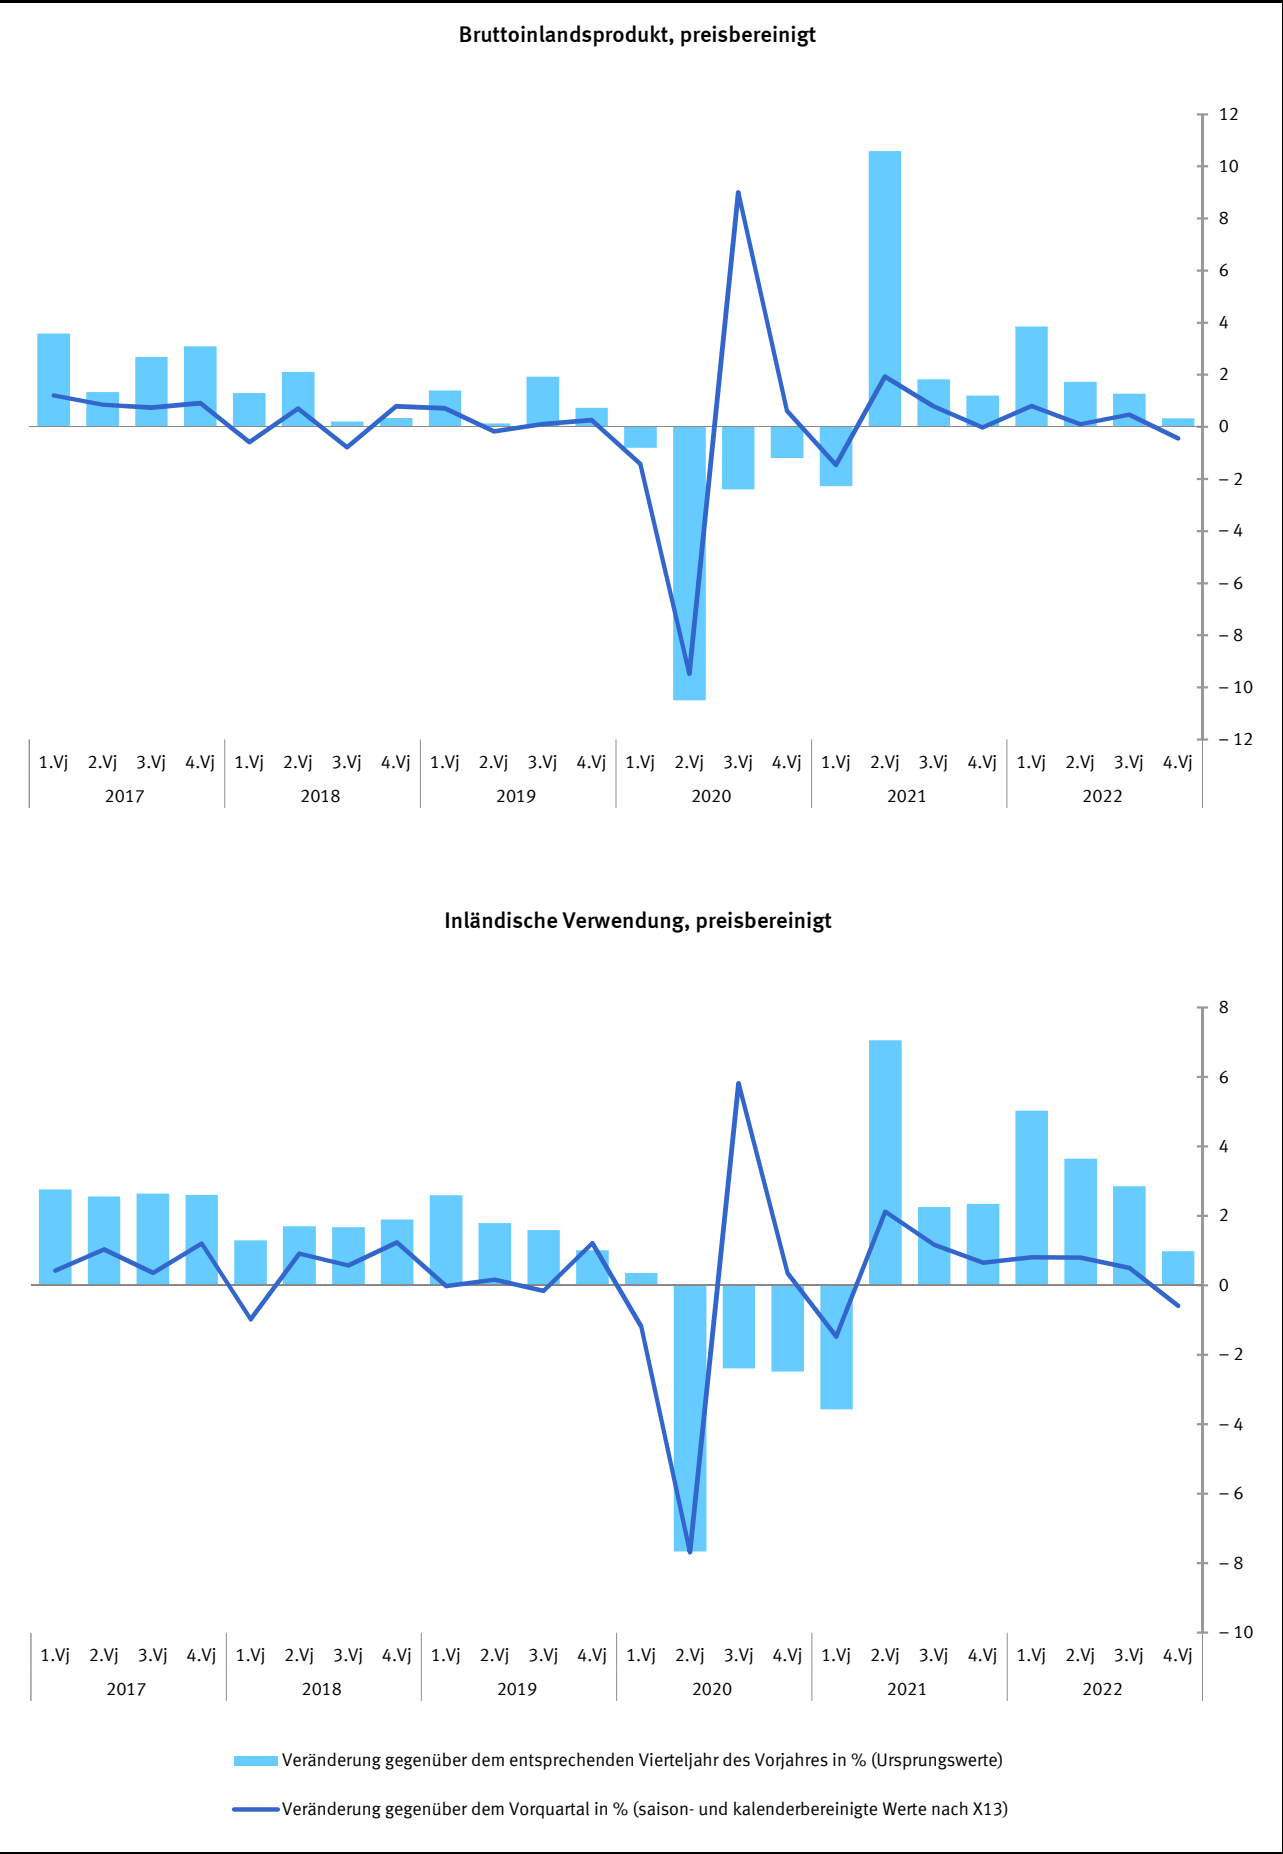 Bruttoinlandsprodukt, preisbereinigt
12
10
8
6
4
2
0
– 2
– 4
– 6
– 8
– 10
– 12
1.Vj 2.Vj 3.Vj 4.Vj 1.Vj 2.Vj 3.Vj 4.Vj 1.Vj 2.Vj 3.Vj 4.Vj 1.Vj 2.Vj 3.Vj 4.Vj 1.Vj 2.Vj 3.Vj 4.Vj 1.Vj 2.Vj 3.Vj 4.Vj
2017 2018 2019 2020 2021 2022
Inländische Verwendung, preisbereinigt
8
6
4
2
0
– 2
– 4
– 6
– 8
– 10
1.Vj 2.Vj 3.Vj 4.Vj 1.Vj 2.Vj 3.Vj 4.Vj 1.Vj 2.Vj 3.Vj 4.Vj 1.Vj 2.Vj 3.Vj 4.Vj 1.Vj 2.Vj 3.Vj 4.Vj 1.Vj 2.Vj 3.Vj 4.Vj
2017 2018 2019 2020 2021 2022
Veränderung gegenüber dem entsprechenden Vierteljahr des Vorjahres in % (Ursprungswerte)
Veränderung gegenüber dem Vorquartal in % (saison- und kalenderbereinigte Werte nach X13)